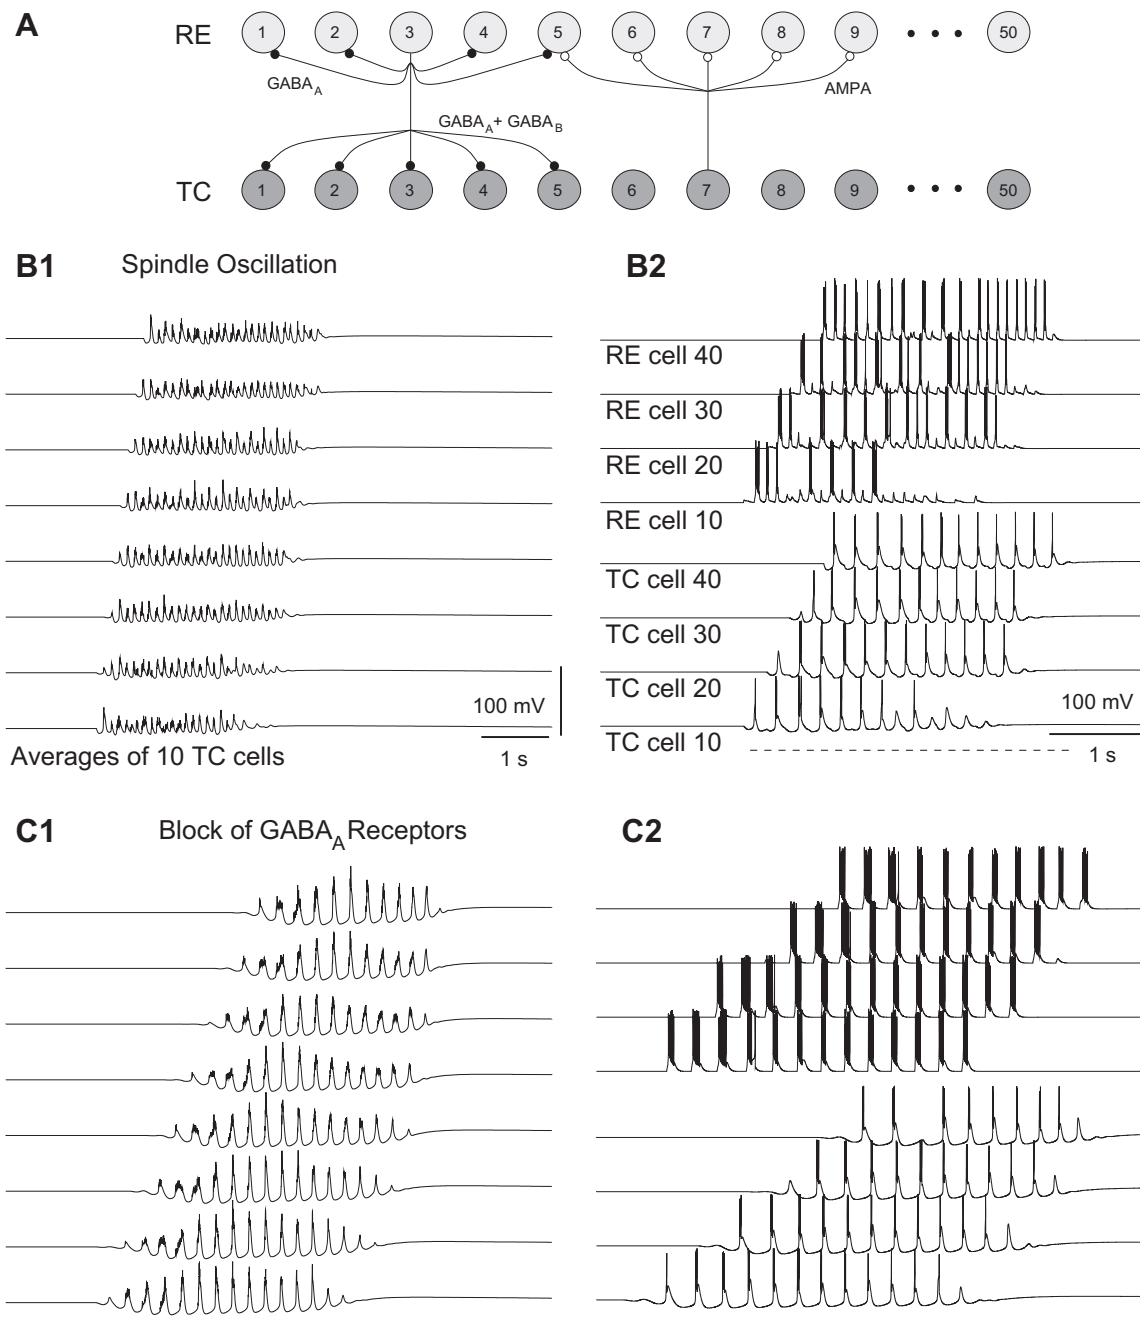 A
RE 1 2 3 4 5 6 7 8 9 • • • 50
GABAA AMPA
GABAA+ GABAB
TC 1 2 3 4 5 6 7 8 9 • • • 50
B1 Spindle Oscillation
100 mV
1 s
Averages of 10 TC cells
B2
RE cell 40
RE cell 30
RE cell 20
RE cell 10
TC cell 40
TC cell 30
TC cell 20
100 mV
TC cell 10
1 s
C1 Block of GABAA Receptors
C2